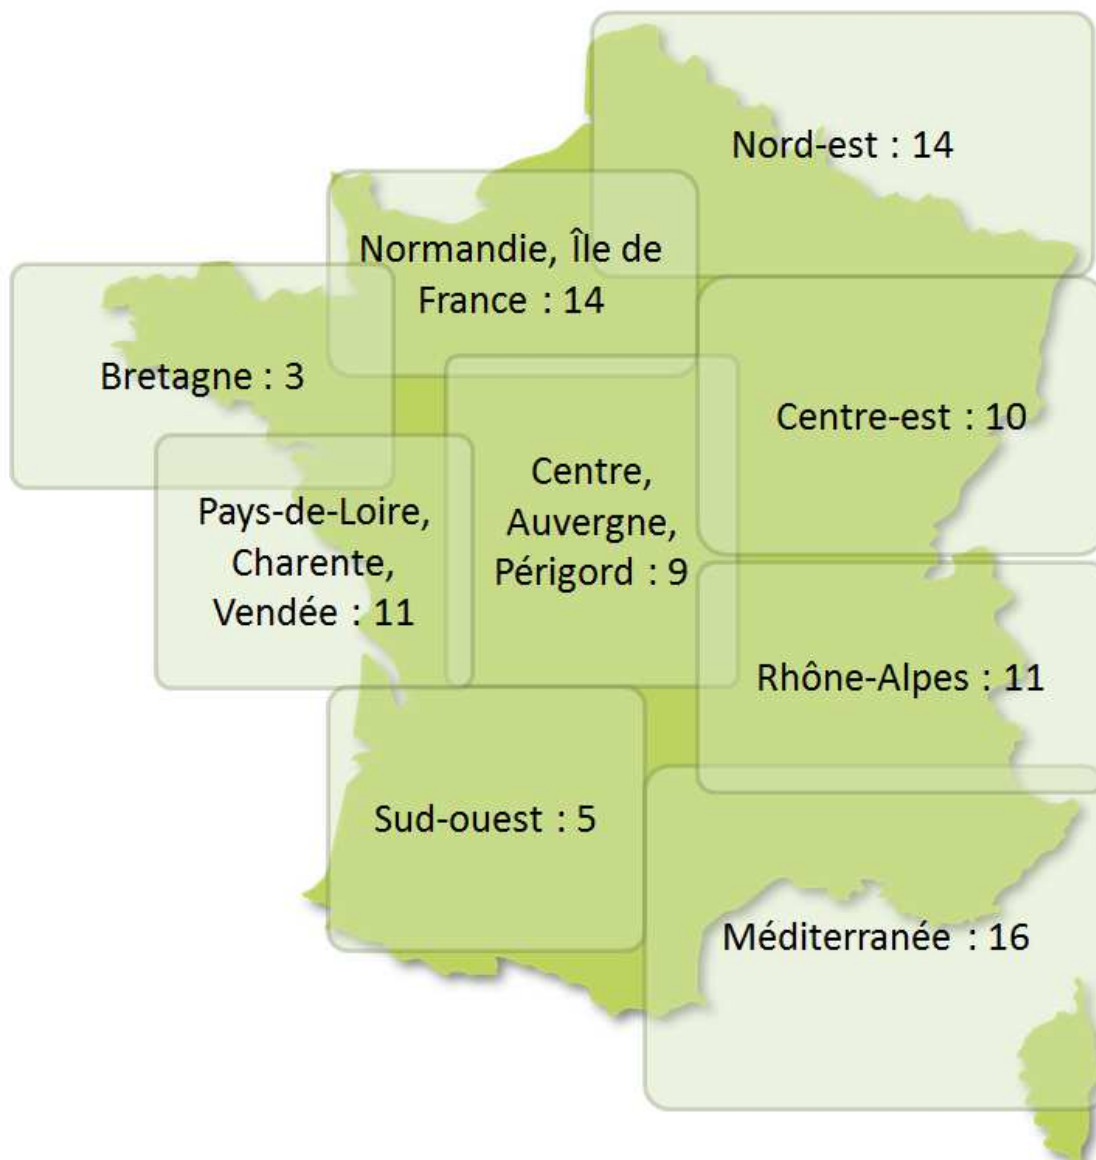 Nord-est : 14
Normandie, Île de
France : 14
Bretagne : 3
Centre-est : 10
Centre,
Auvergne,
Périgord : 9
Pays-de-Loire,
Charente,
Vendée : 11
Rhône-Alpes : 11
Sud-ouest : 5
Méditerranée : 16